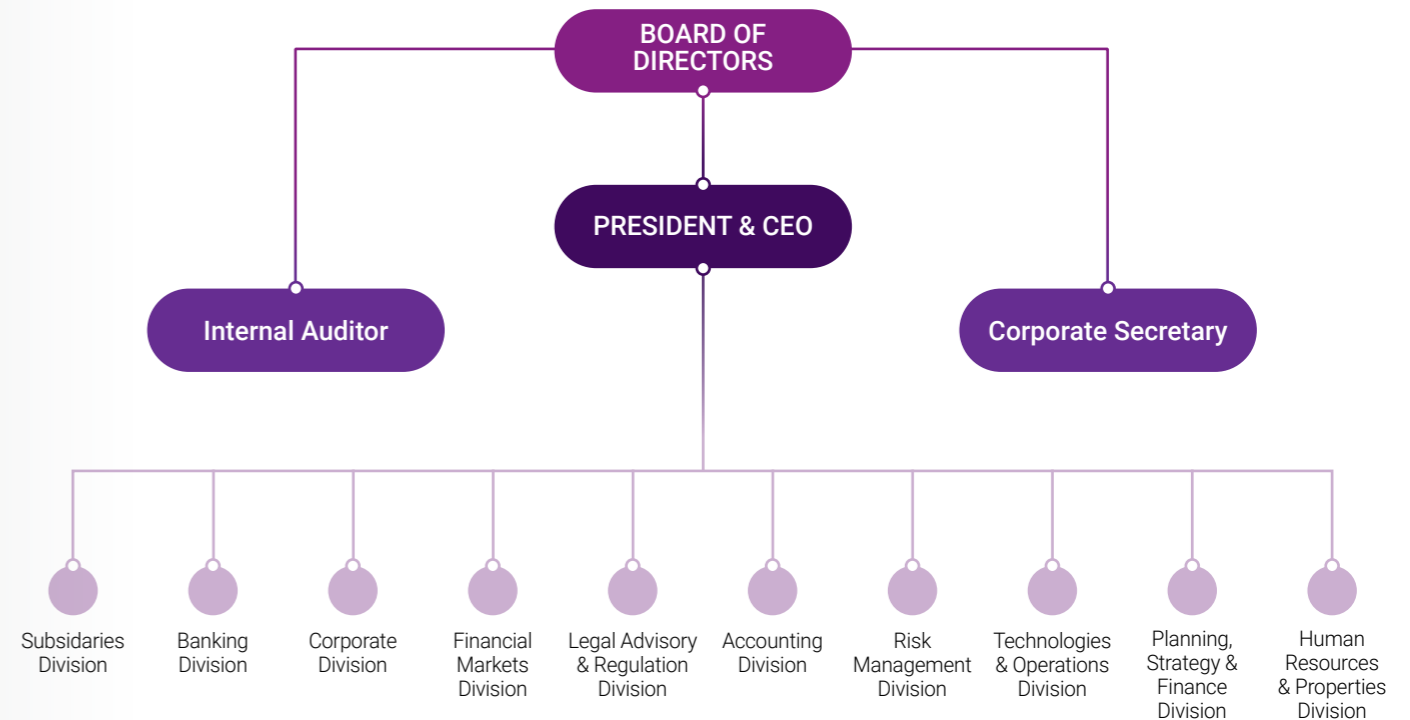 BOARD OF
DIRECTORS
PRESIDENT & CEO
Internal Auditor
Corporate Secretary
Subsidaries
Division
Banking
Division
Corporate
Division
Financial
Markets
Division
Legal Advisory
& Regulation
Division
Accounting
Division
Risk
Management
Division
Technologies
& Operations
Division
Planning,
Strategy &
Finance
Division
Human
Resources
& Properties
Division